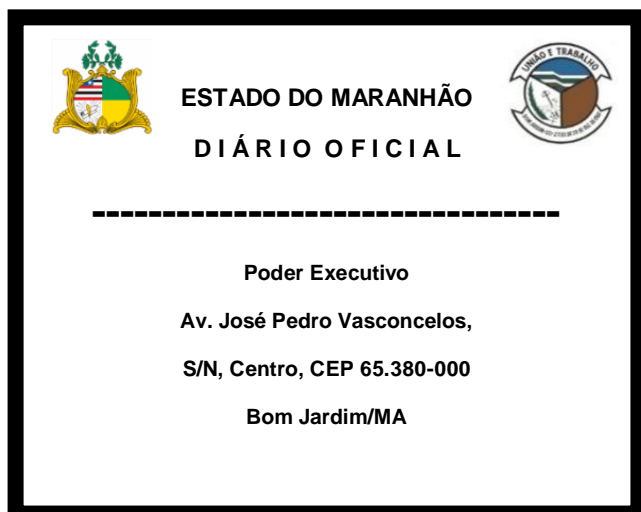 UNIÃO E TRABALHO
ESTADO DO MARANHÃO
D I Á R I O O F I C I A L
---------------------------------
Poder Executivo
Av. José Pedro Vasconcelos,
S/N, Centro, CEP 65.380-000
Bom Jardim/MA